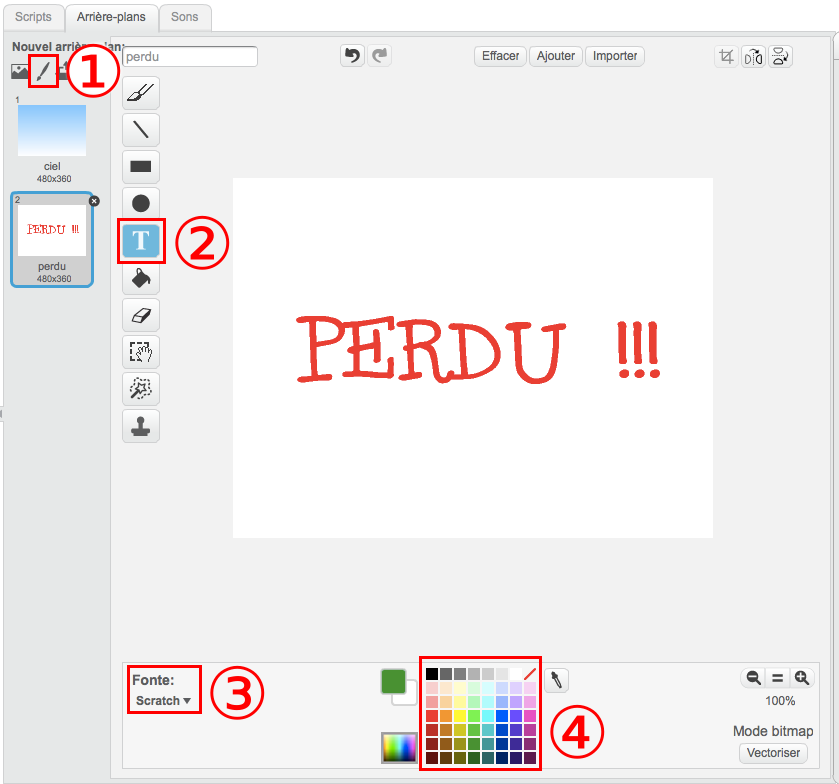 Scripts Arrière-plans Sons
Nouvel arrière-plan:
perdu
Effacer Ajouter Importer
1
1
ciel
480x360
2
PERDU !!!
perdu
480x360
T
2
PERDU !!!
Fonte:
Scratch
3
4
100%
Mode bitmap
Vectoriser